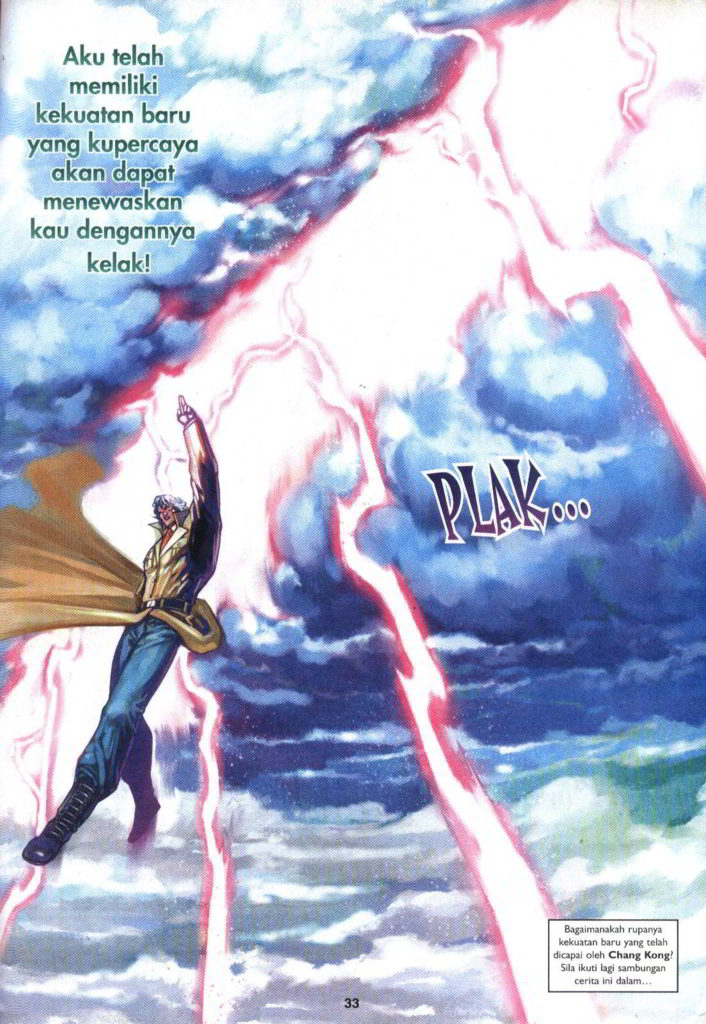 Aku telah
memiliki
kekuatan baru
yang kupercaya
akan dapat
menewaskan
kau dengannya
kelak!
PLAK...
Bagaimanakah rupanya
kekuatan baru yang telah
dicapai oleh Chang Kong?
Sila ikuti lagi sambungan
cerita ini dalam...
33